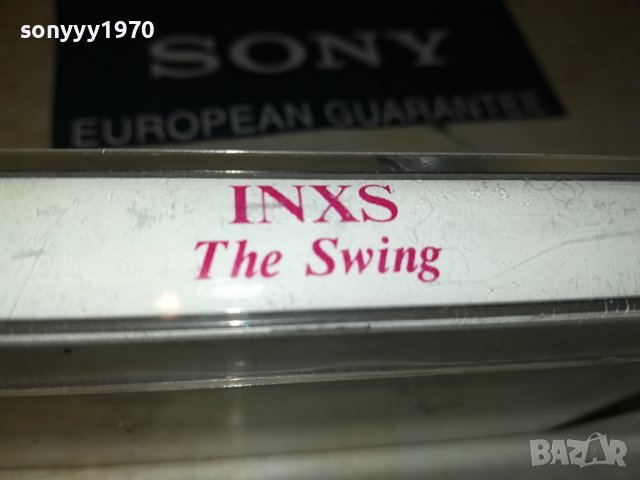 sonyyy1970
SONY
EUROPEAN GUARANTEE
INXS
The Swing
BAZAR